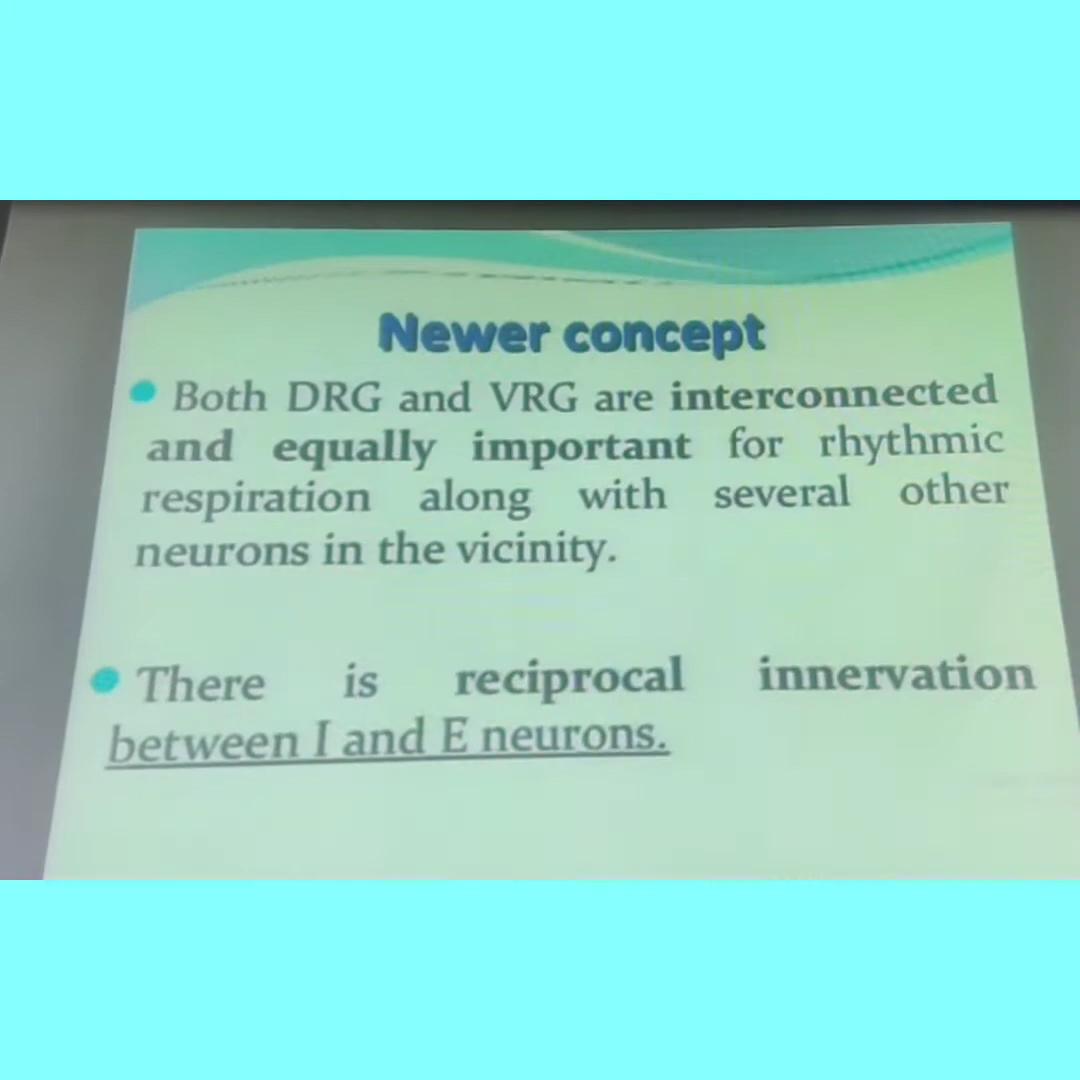 Newer concept
Both DRG and VRG are interconnected
and equally important for rhythmic
respiration along with several other
neurons in the vicinity.
There is reciprocal innervation
between I and E neurons.